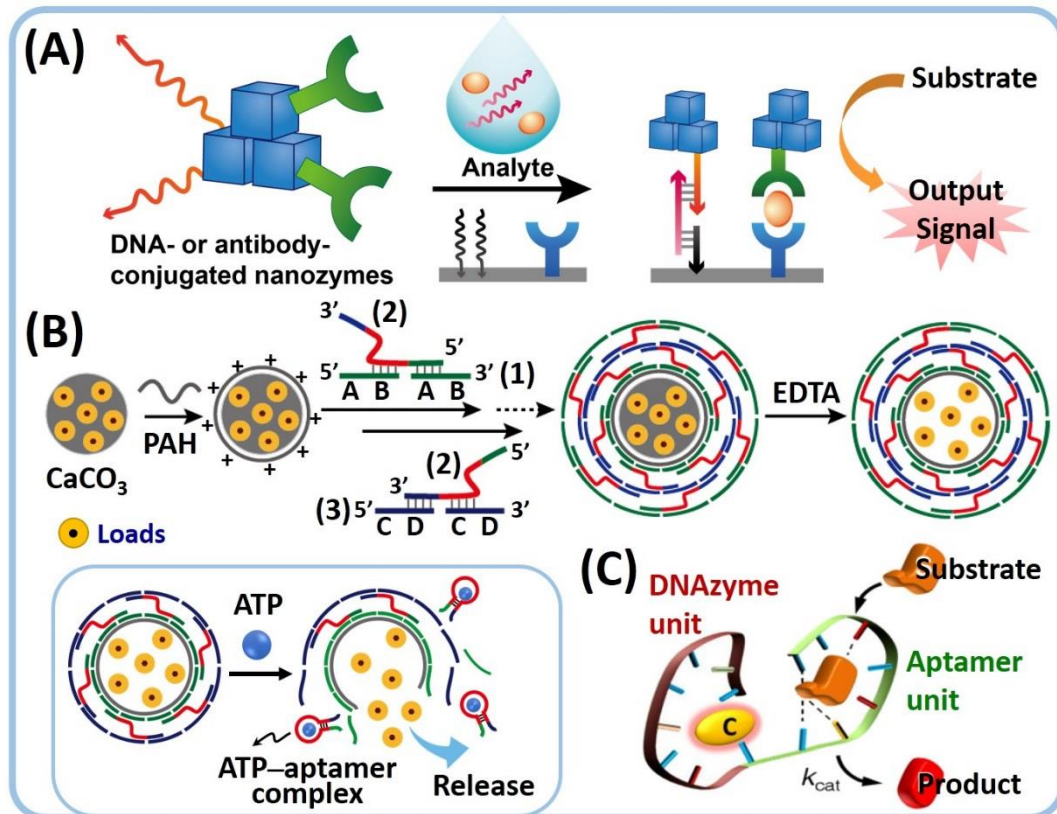 (A)
DNA- or antibody-
conjugated nanozymes
Analyte
Substrate
Output
Signal
(B)
CaCO3
PAH
+ + + + + + + + +
3’ (2)
5’
5’ A B A B 3’
(1)
(2) 5’
3’
(3) 5’ C D C D 3’
EDTA
Loads
ATP
ATP–aptamer
complex
Release
(C)
DNAzyme
unit
C
Substrate
Aptamer
unit
kcat
Product